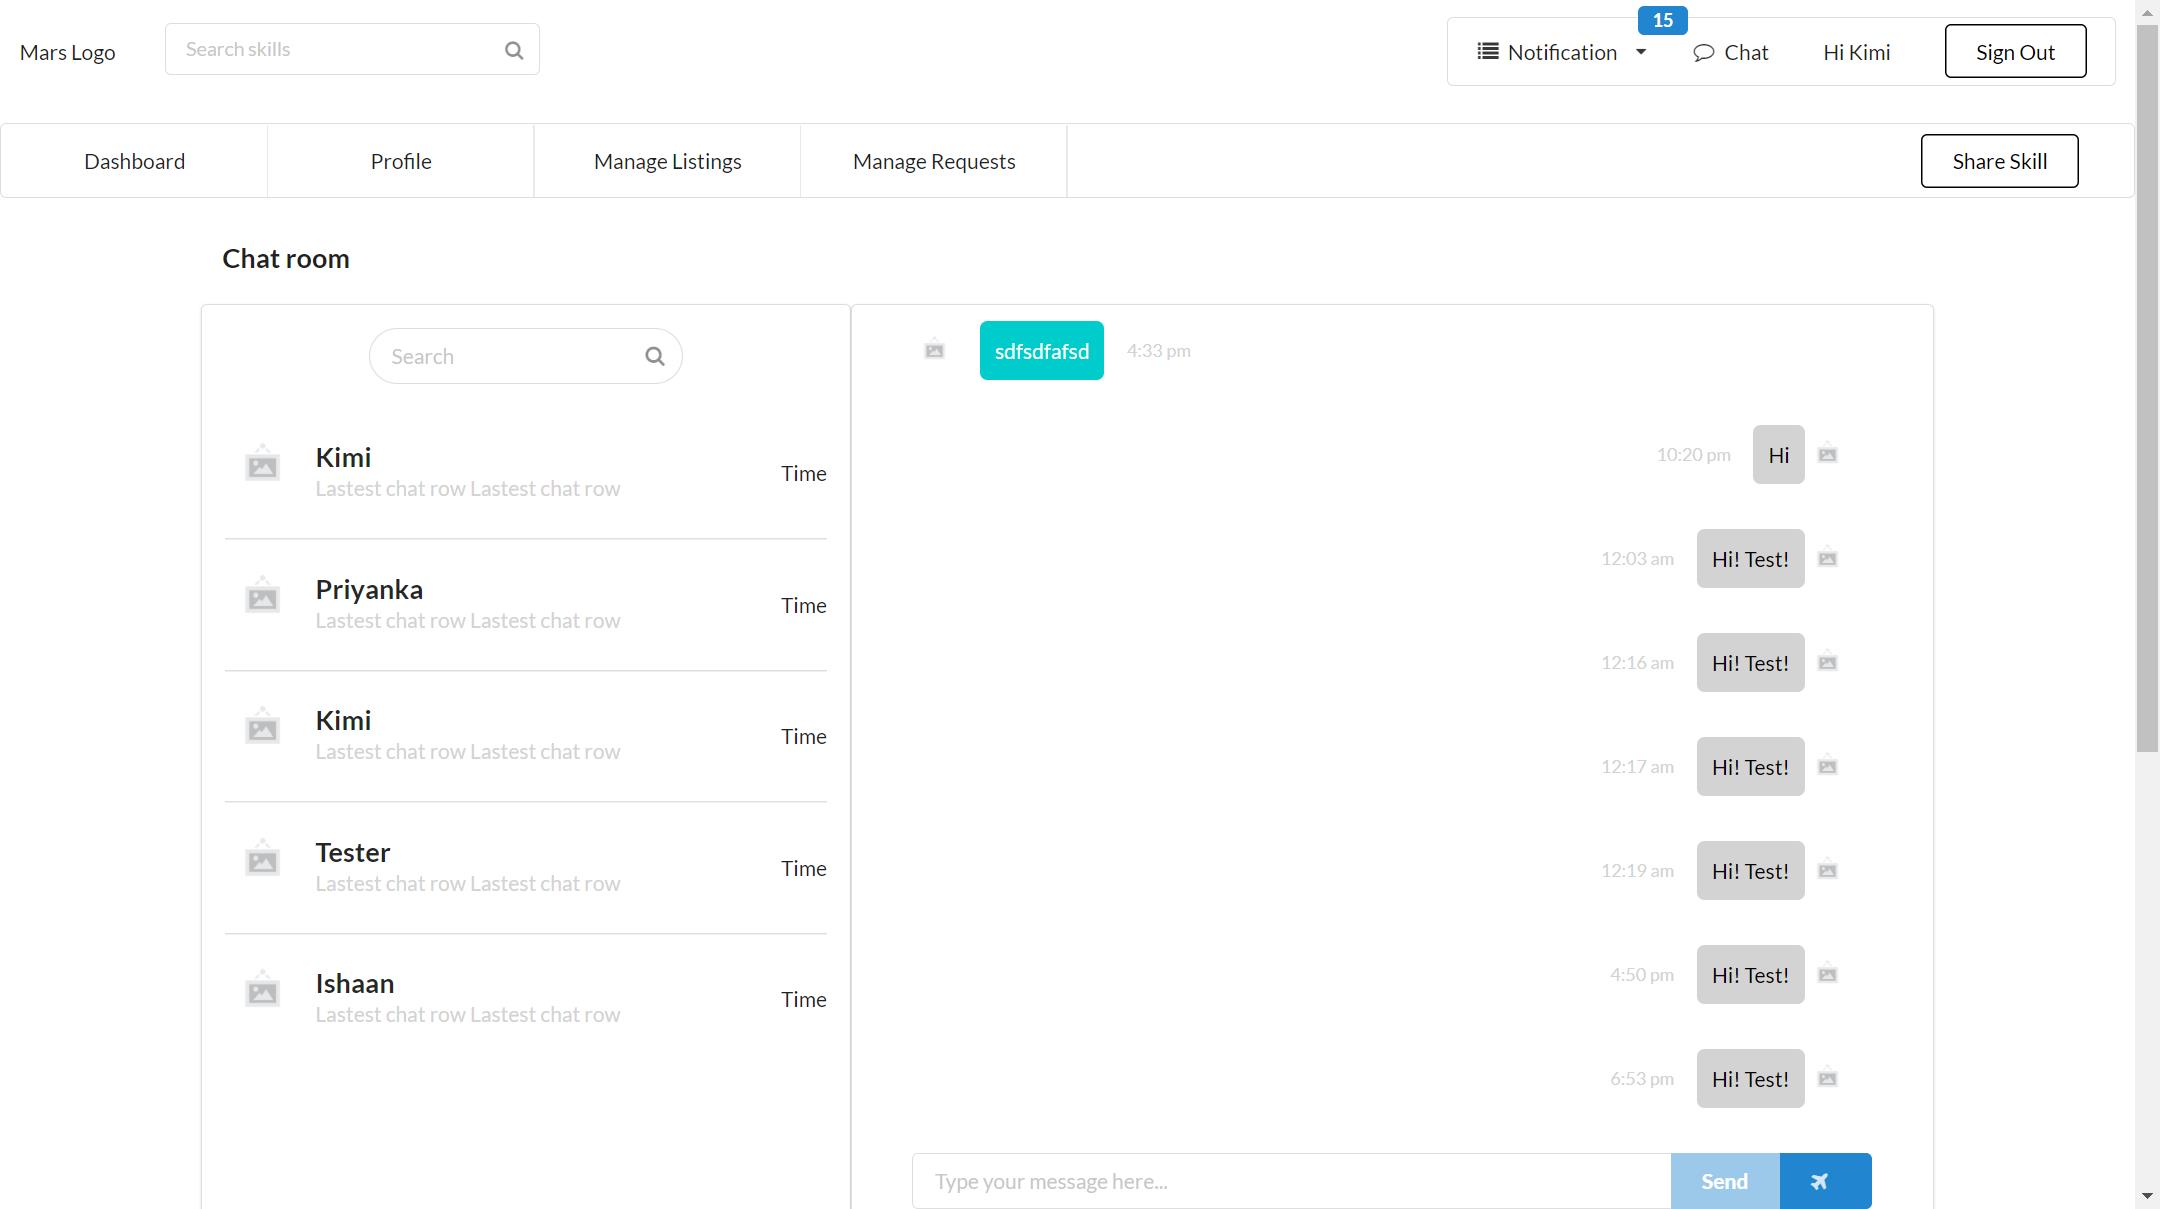 Mars Logo
Search skills
Notification
15
Chat
Hi Kimi
Sign Out
Dashboard
Profile
Manage Listings
Manage Requests
Share Skill
Chat room
Search
Kimi
Lastest chat row Lastest chat row
Time
Priyanka
Lastest chat row Lastest chat row
Time
Kimi
Lastest chat row Lastest chat row
Time
Tester
Lastest chat row Lastest chat row
Time
Ishaan
Lastest chat row Lastest chat row
Time
sdfsdfafsd
4:33 pm
10:20 pm
Hi
12:03 am
Hi! Test!
12:16 am
Hi! Test!
12:17 am
Hi! Test!
12:19 am
Hi! Test!
4:50 pm
Hi! Test!
6:53 pm
Hi! Test!
Type your message here...
Send